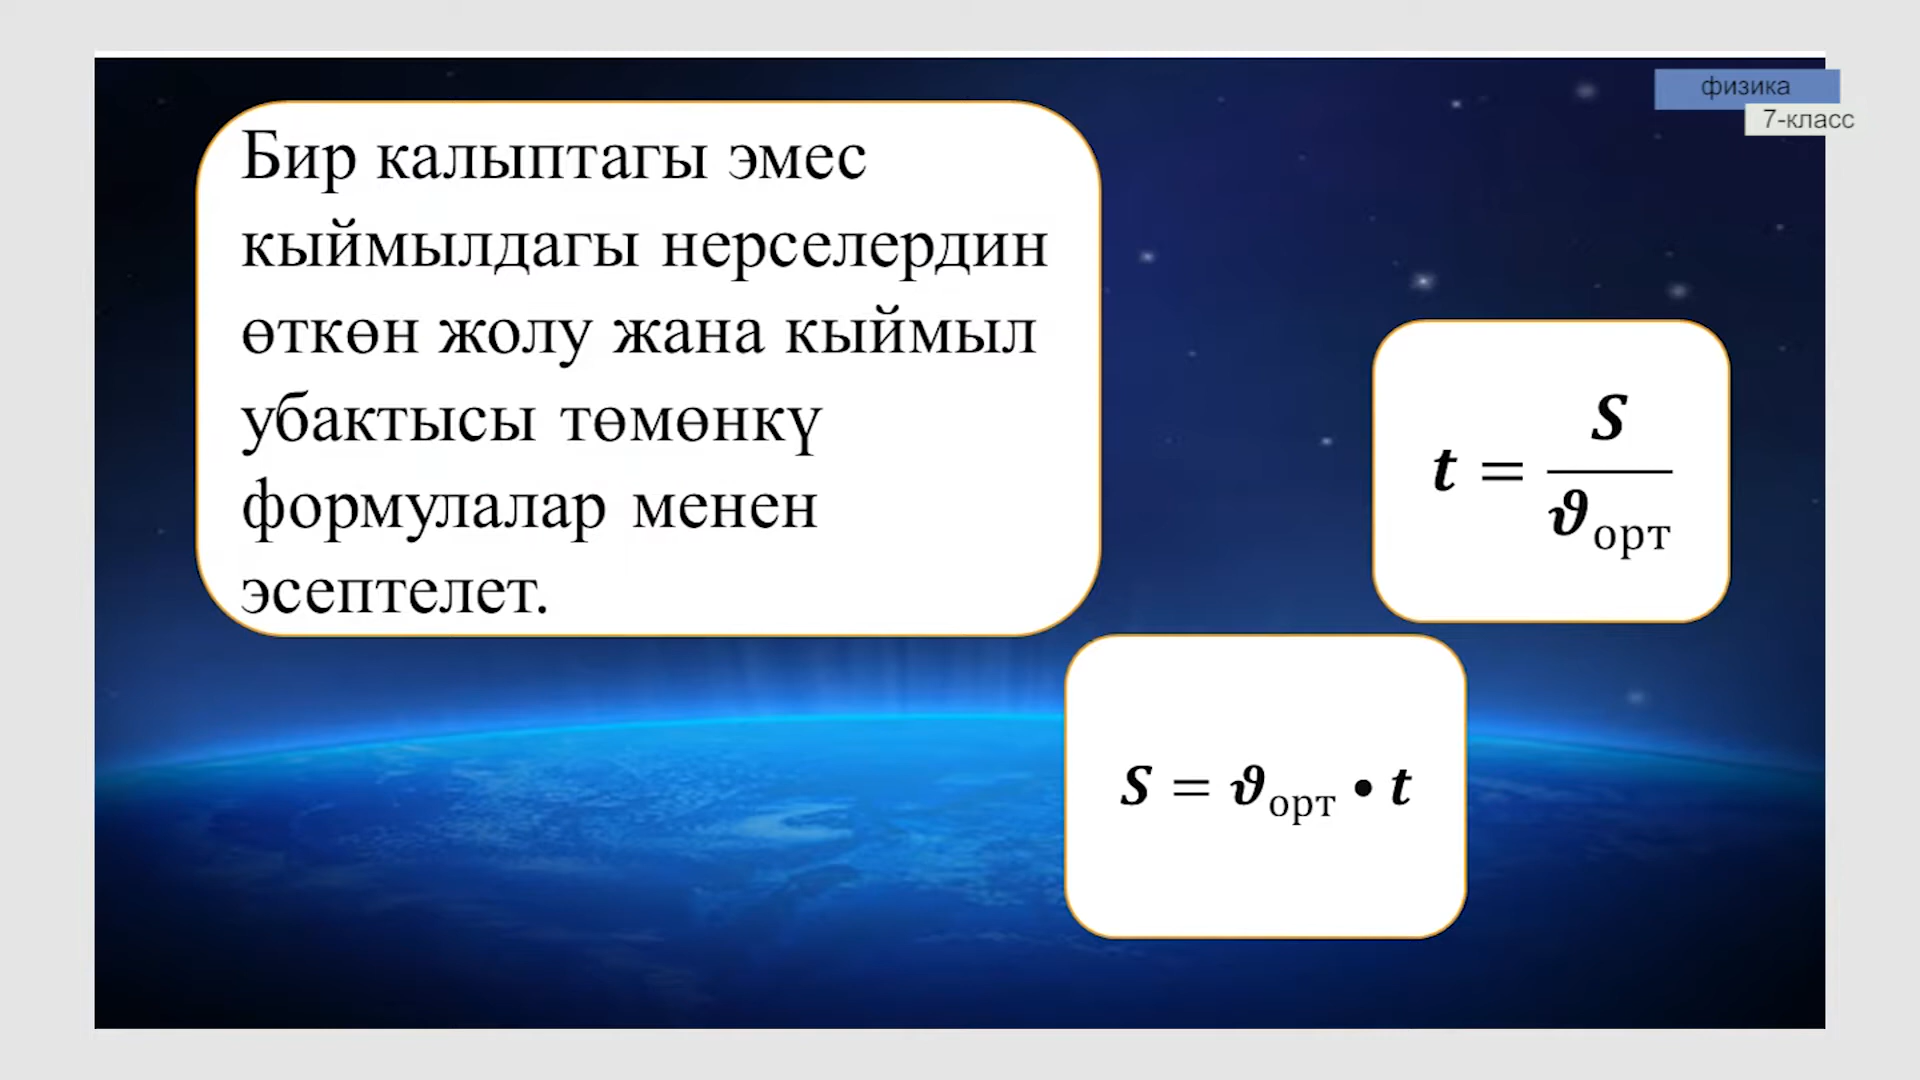 физика
7-класс
Бир калыптагы эмес
кыймылдагы нерселердин
өткөн жолу жана кыймыл
убактысы төмөнкү
формулалар менен
эсептелет.
t = S / ϑорт
S = ϑорт • t